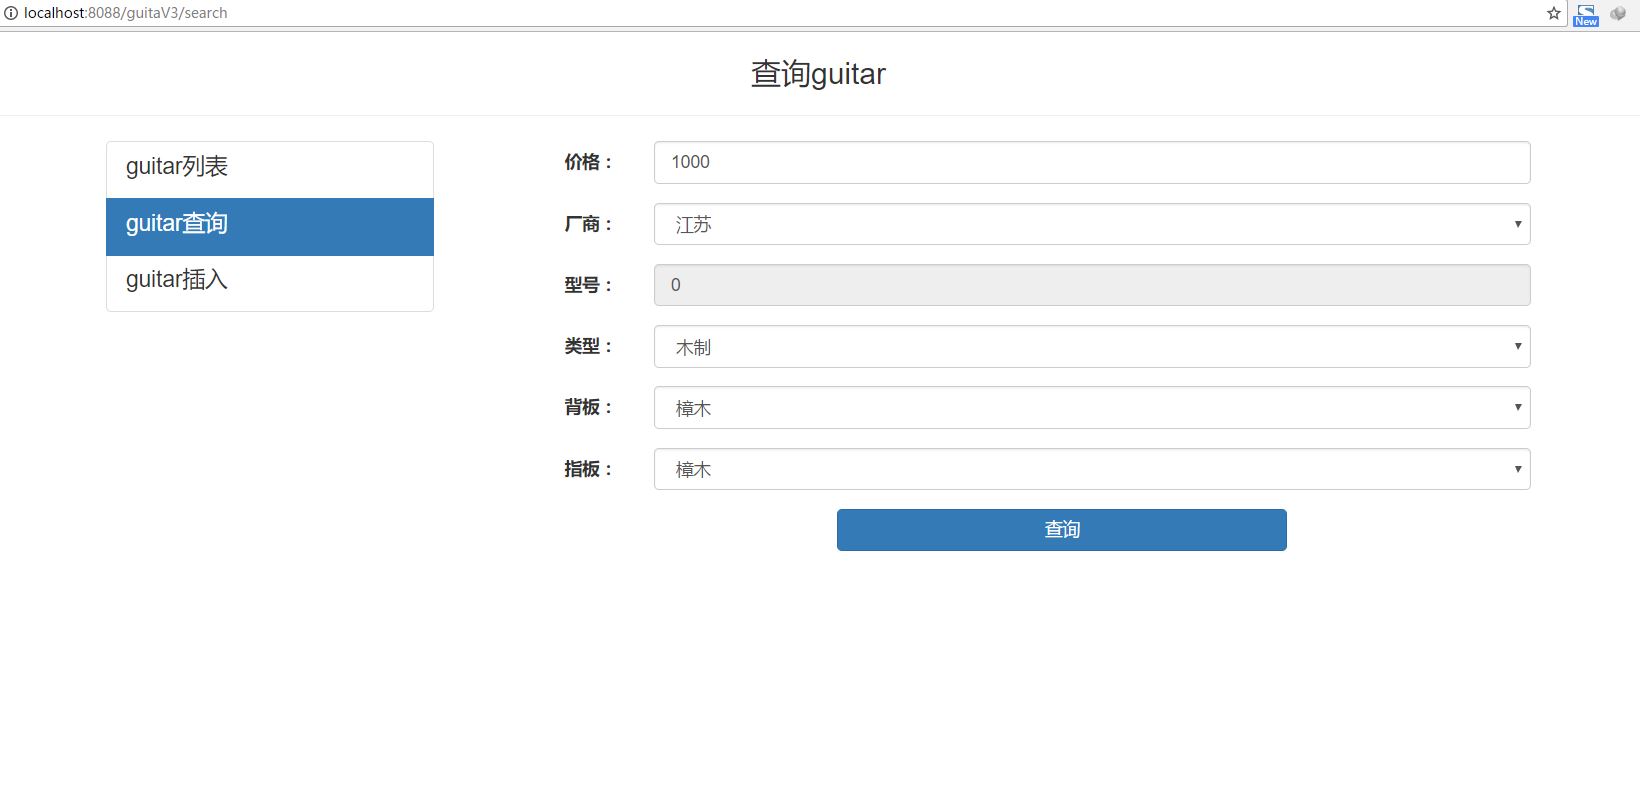 localhost:8088/guitaV3/search
New
查询guitar
guitar列表
guitar查询
guitar插入
价格： 1000
厂商： 江苏
型号： 0
类型： 木制
背板： 樟木
指板： 樟木
查询